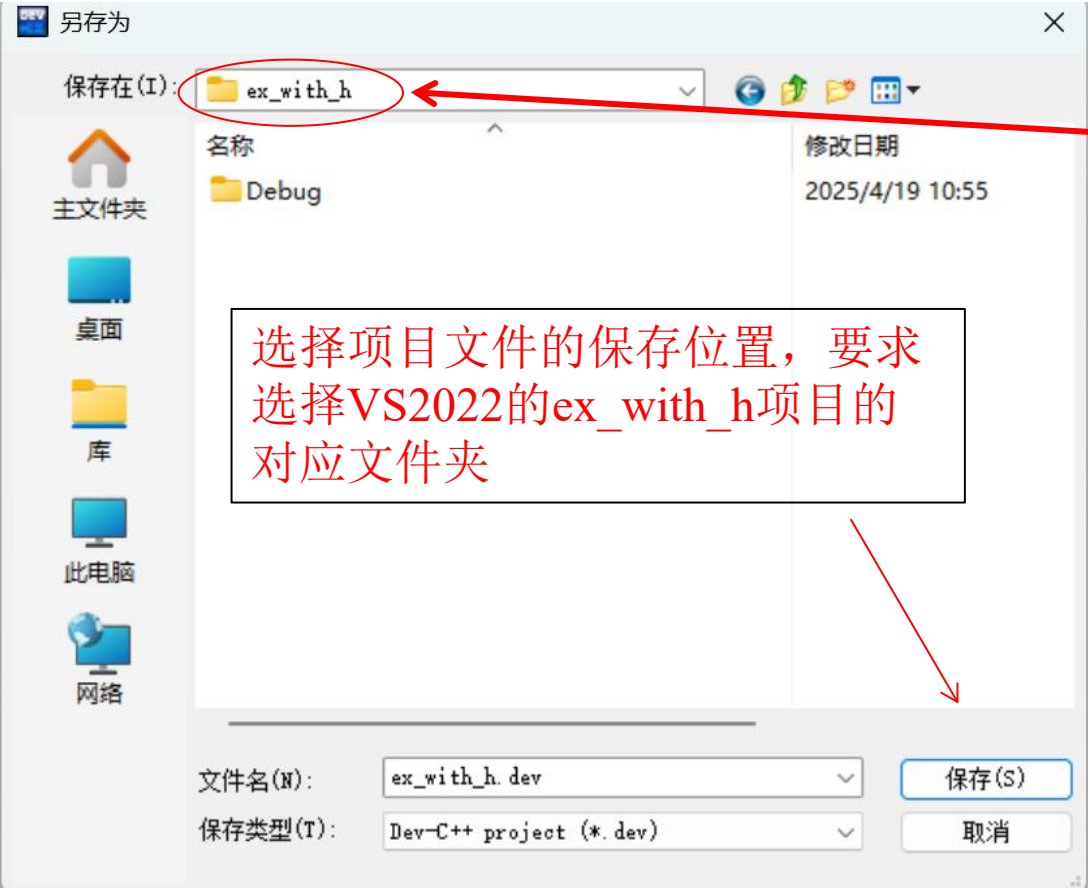 另存为
保存在(I):
ex_with_h
名称
修改日期
Debug
2025/4/19 10:55
主文件夹
桌面
库
此电脑
网络
选择项目文件的保存位置，要求
选择VS2022的ex_with_h项目的
对应文件夹
文件名(N):
ex_with_h.dev
保存(S)
保存类型(T):
Dev-C++ project (*.dev)
取消